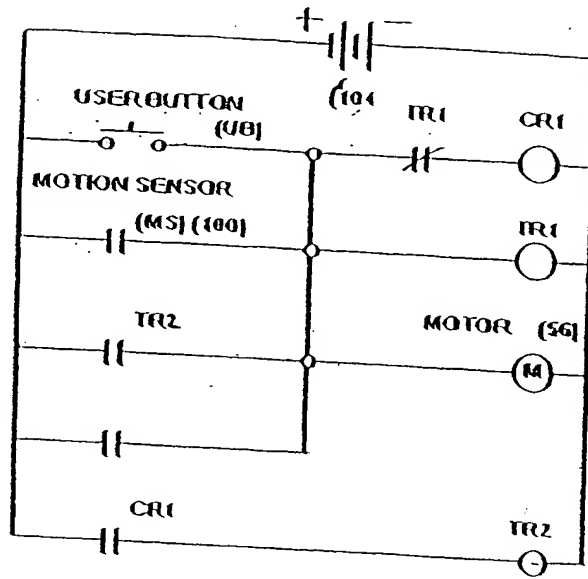 + −
(104
USER BUTTON
(UB)
TR1
CR1
MOTION SENSOR
(MS) (100)
TR1
TR2
MOTOR (56)
M
CR1
TR2